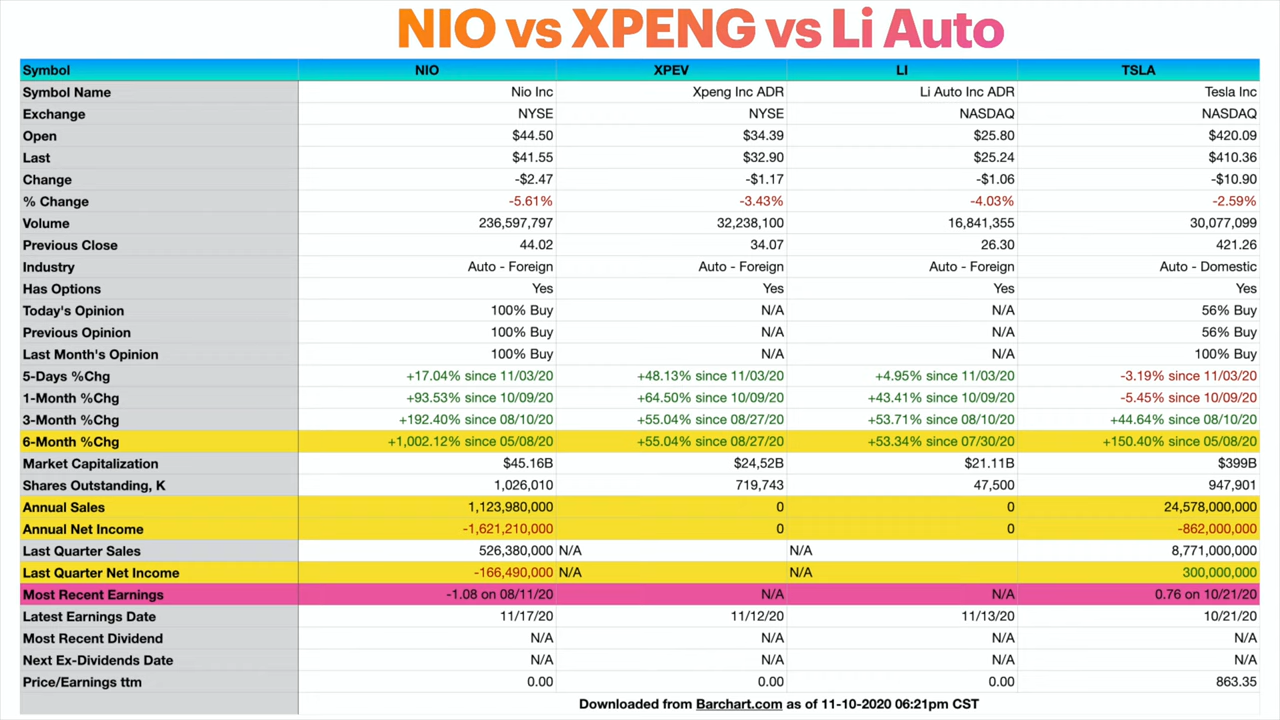 NIO vs XPENG vs Li Auto
Symbol NIO XPEV LI TSLA
Symbol Name Nio Inc Xpeng Inc ADR Li Auto Inc ADR Tesla Inc
Exchange NYSE NYSE NASDAQ NASDAQ
Open $44.50 $34.39 $25.80 $420.09
Last $41.55 $32.90 $25.24 $410.36
Change -$2.47 -$1.17 -$1.06 -$10.90
% Change -5.61% -3.43% -4.03% -2.59%
Volume 236,597,797 32,238,100 16,841,355 30,077,099
Previous Close 44.02 34.07 26.30 421.26
Industry Auto - Foreign Auto - Foreign Auto - Foreign Auto - Domestic
Has Options Yes Yes Yes Yes
Today's Opinion 100% Buy N/A N/A 56% Buy
Previous Opinion 100% Buy N/A N/A 56% Buy
Last Month's Opinion 100% Buy N/A N/A 100% Buy
5-Days %Chg +17.04% since 11/03/20 +48.13% since 11/03/20 +4.95% since 11/03/20 -3.19% since 11/03/20
1-Month %Chg +93.53% since 10/09/20 +64.50% since 10/09/20 +43.41% since 10/09/20 -5.45% since 10/09/20
3-Month %Chg +192.40% since 08/10/20 +55.04% since 08/27/20 +53.71% since 08/10/20 +44.64% since 08/10/20
6-Month %Chg +1,002.12% since 05/08/20 +55.04% since 08/27/20 +53.34% since 07/30/20 +150.40% since 05/08/20
Market Capitalization $45.16B $24,52B $21.11B $399B
Shares Outstanding, K 1,026,010 719,743 47,500 947,901
Annual Sales 1,123,980,000 0 0 24,578,000,000
Annual Net Income -1,621,210,000 0 0 -862,000,000
Last Quarter Sales 526,380,000 N/A N/A 8,771,000,000
Last Quarter Net Income -166,490,000 N/A N/A 300,000,000
Most Recent Earnings -1.08 on 08/11/20 N/A N/A 0.76 on 10/21/20
Latest Earnings Date 11/17/20 11/12/20 11/13/20 10/21/20
Most Recent Dividend N/A N/A N/A N/A
Next Ex-Dividends Date N/A N/A N/A N/A
Price/Earnings ttm 0.00 0.00 0.00 863.35
Downloaded from Barchart.com as of 11-10-2020 06:21pm CST